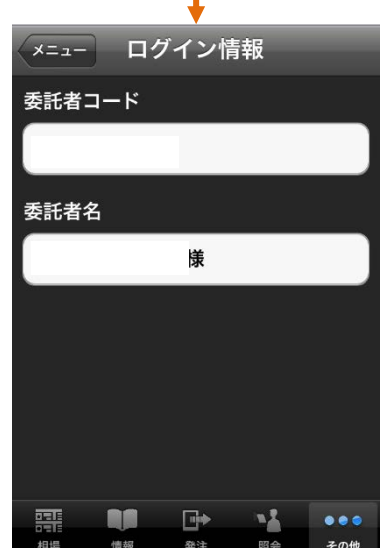 メニュー
ログイン情報
委託者コード
委託者名
様
相場
情報
発注
照会
その他